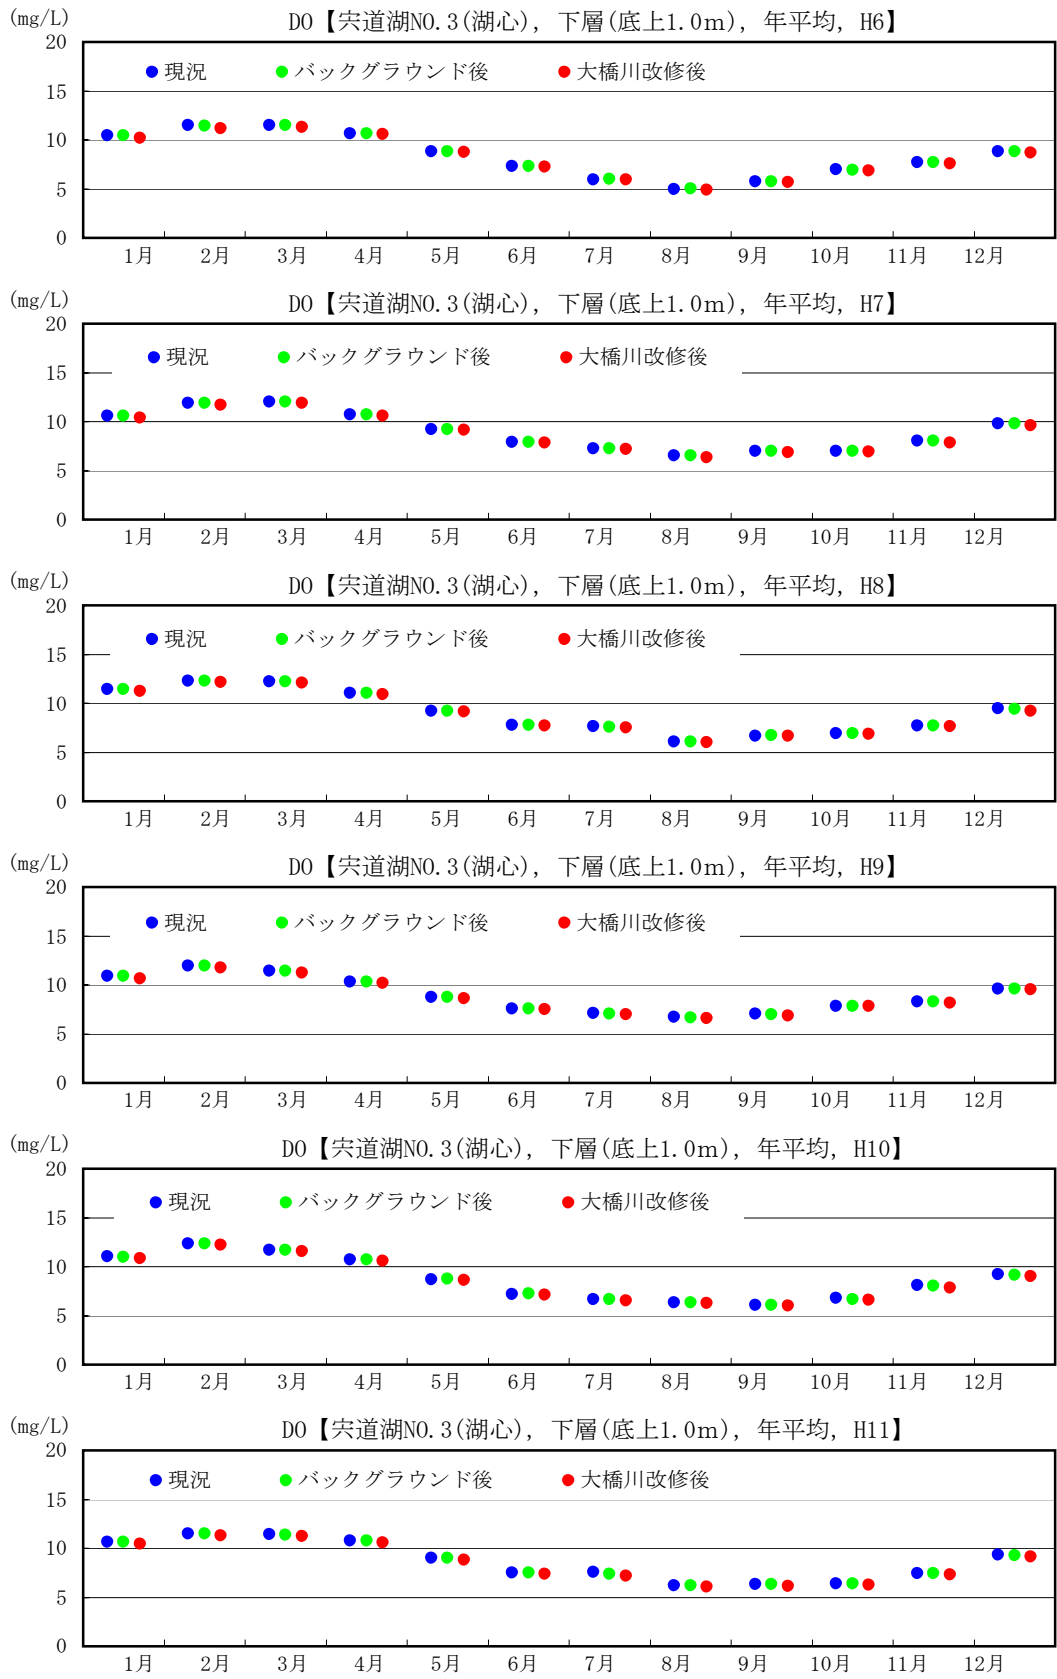 (mg/L) DO【宍道湖NO.3(湖心), 下層(底上1.0m), 年平均, H6】
20
● 現況 ● バックグラウンド後 ● 大橋川改修後
15
10
5
0
1月 2月 3月 4月 5月 6月 7月 8月 9月 10月 11月 12月
(mg/L) DO【宍道湖NO.3(湖心), 下層(底上1.0m), 年平均, H7】
20
● 現況 ● バックグラウンド後 ● 大橋川改修後
15
10
5
0
1月 2月 3月 4月 5月 6月 7月 8月 9月 10月 11月 12月
(mg/L) DO【宍道湖NO.3(湖心), 下層(底上1.0m), 年平均, H8】
20
● 現況 ● バックグラウンド後 ● 大橋川改修後
15
10
5
0
1月 2月 3月 4月 5月 6月 7月 8月 9月 10月 11月 12月
(mg/L) DO【宍道湖NO.3(湖心), 下層(底上1.0m), 年平均, H9】
20
● 現況 ● バックグラウンド後 ● 大橋川改修後
15
10
5
0
1月 2月 3月 4月 5月 6月 7月 8月 9月 10月 11月 12月
(mg/L) DO【宍道湖NO.3(湖心), 下層(底上1.0m), 年平均, H10】
20
● 現況 ● バックグラウンド後 ● 大橋川改修後
15
10
5
0
1月 2月 3月 4月 5月 6月 7月 8月 9月 10月 11月 12月
(mg/L) DO【宍道湖NO.3(湖心), 下層(底上1.0m), 年平均, H11】
20
● 現況 ● バックグラウンド後 ● 大橋川改修後
15
10
5
0
1月 2月 3月 4月 5月 6月 7月 8月 9月 10月 11月 12月